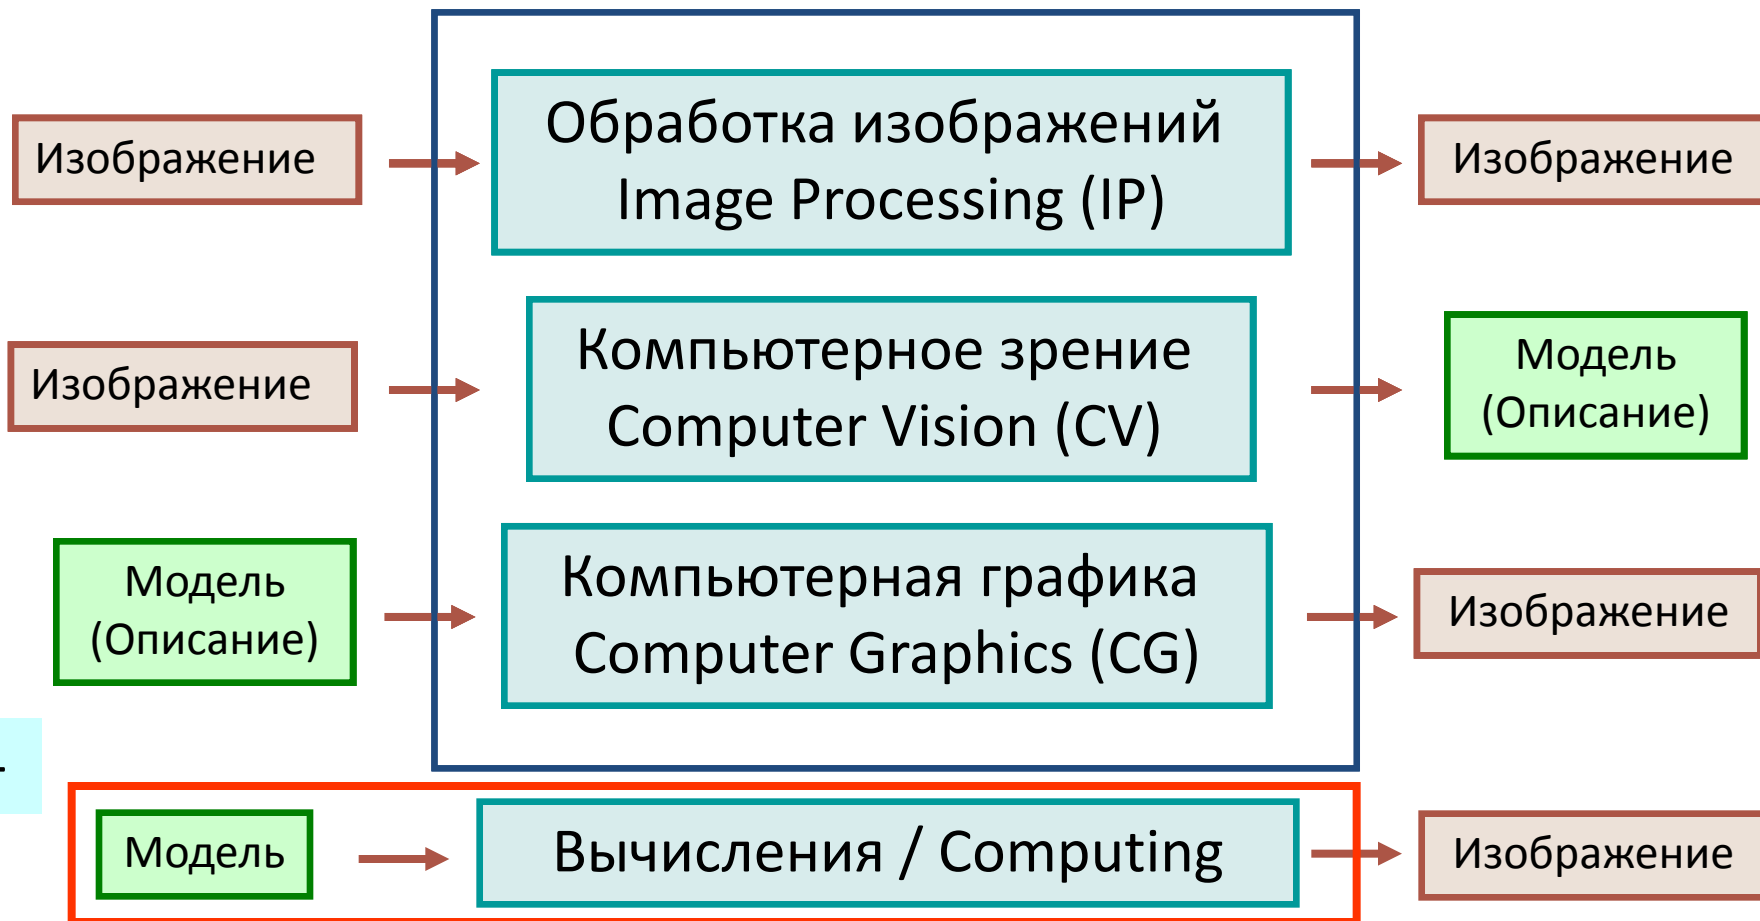 Изображение
Обработка изображений
Image Processing (IP)
Изображение
Изображение
Компьютерное зрение
Computer Vision (CV)
Модель
(Описание)
Модель
(Описание)
Компьютерная графика
Computer Graphics (CG)
Изображение
Модель
Вычисления / Computing
Изображение